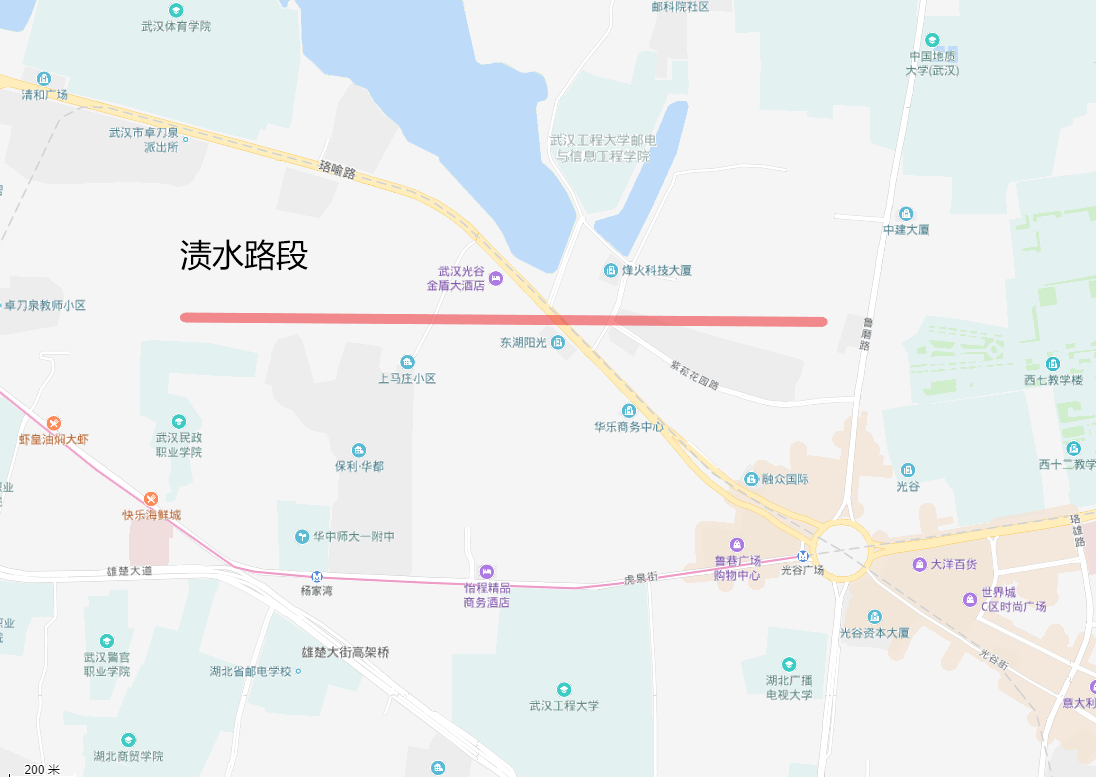 邮科院社区
武汉体育学院
中国地质
大学(武汉)
清和广场
武汉市卓刀泉
派出所
武汉工程大学邮电
与信息工程学院
珞喻路
中建大厦
渍水路段
武汉光谷
金盾大酒店
烽火科技大厦
卓刀泉教师小区
鲁磨路
东湖阳光
上马庄小区
紫菘花园路
西七教学楼
虾皇油焖大虾
武汉民政
职业学院
华乐商务中心
西十二教学
保利·华都
融众国际
光谷
职业
快乐海鲜城
华中师大一附中
珞雄路
鲁巷广场
购物中心
光谷广场
大洋百货
雄楚大道
杨家湾
怡程精品
商务酒店
虎泉街
世界城
C区时尚广场
职业
光谷资本大厦
武汉警官
职业学院
雄楚大街高架桥
湖北省邮电学校
光谷街
湖北广播
电视大学
武汉工程大学
意大利
湖北商贸学院
200 米